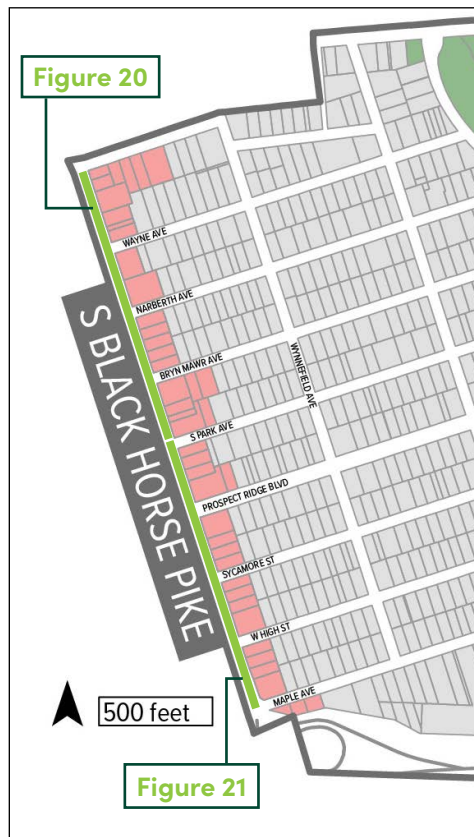 Figure 20
WAYNE AVE
NARBERTH AVE
BRYN MAWR AVE
WYNNEFIELD AVE
S PARK AVE
S BLACK HORSE PIKE
PROSPECT RIDGE BLVD
SYCAMORE ST
W HIGH ST
MAPLE AVE
500 feet
Figure 21